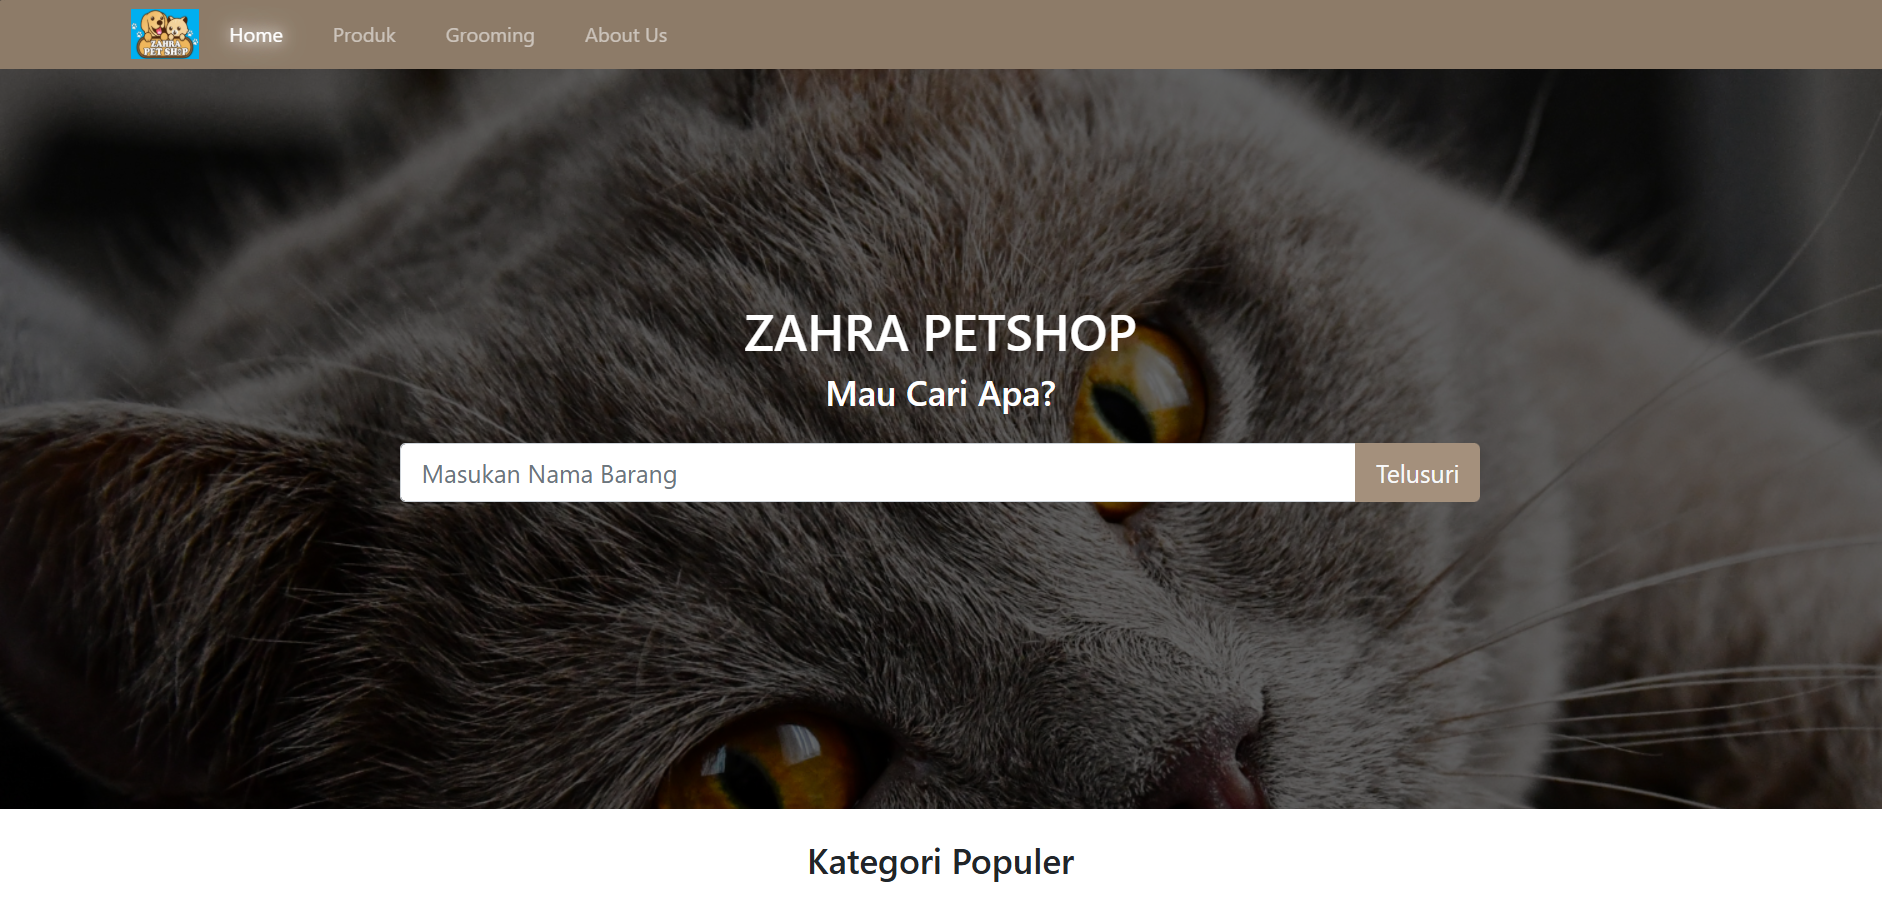 ZAHRA
PET SHOP
Home
Produk
Grooming
About Us
ZAHRA PETSHOP
Mau Cari Apa?
Masukan Nama Barang
Telusuri
Kategori Populer